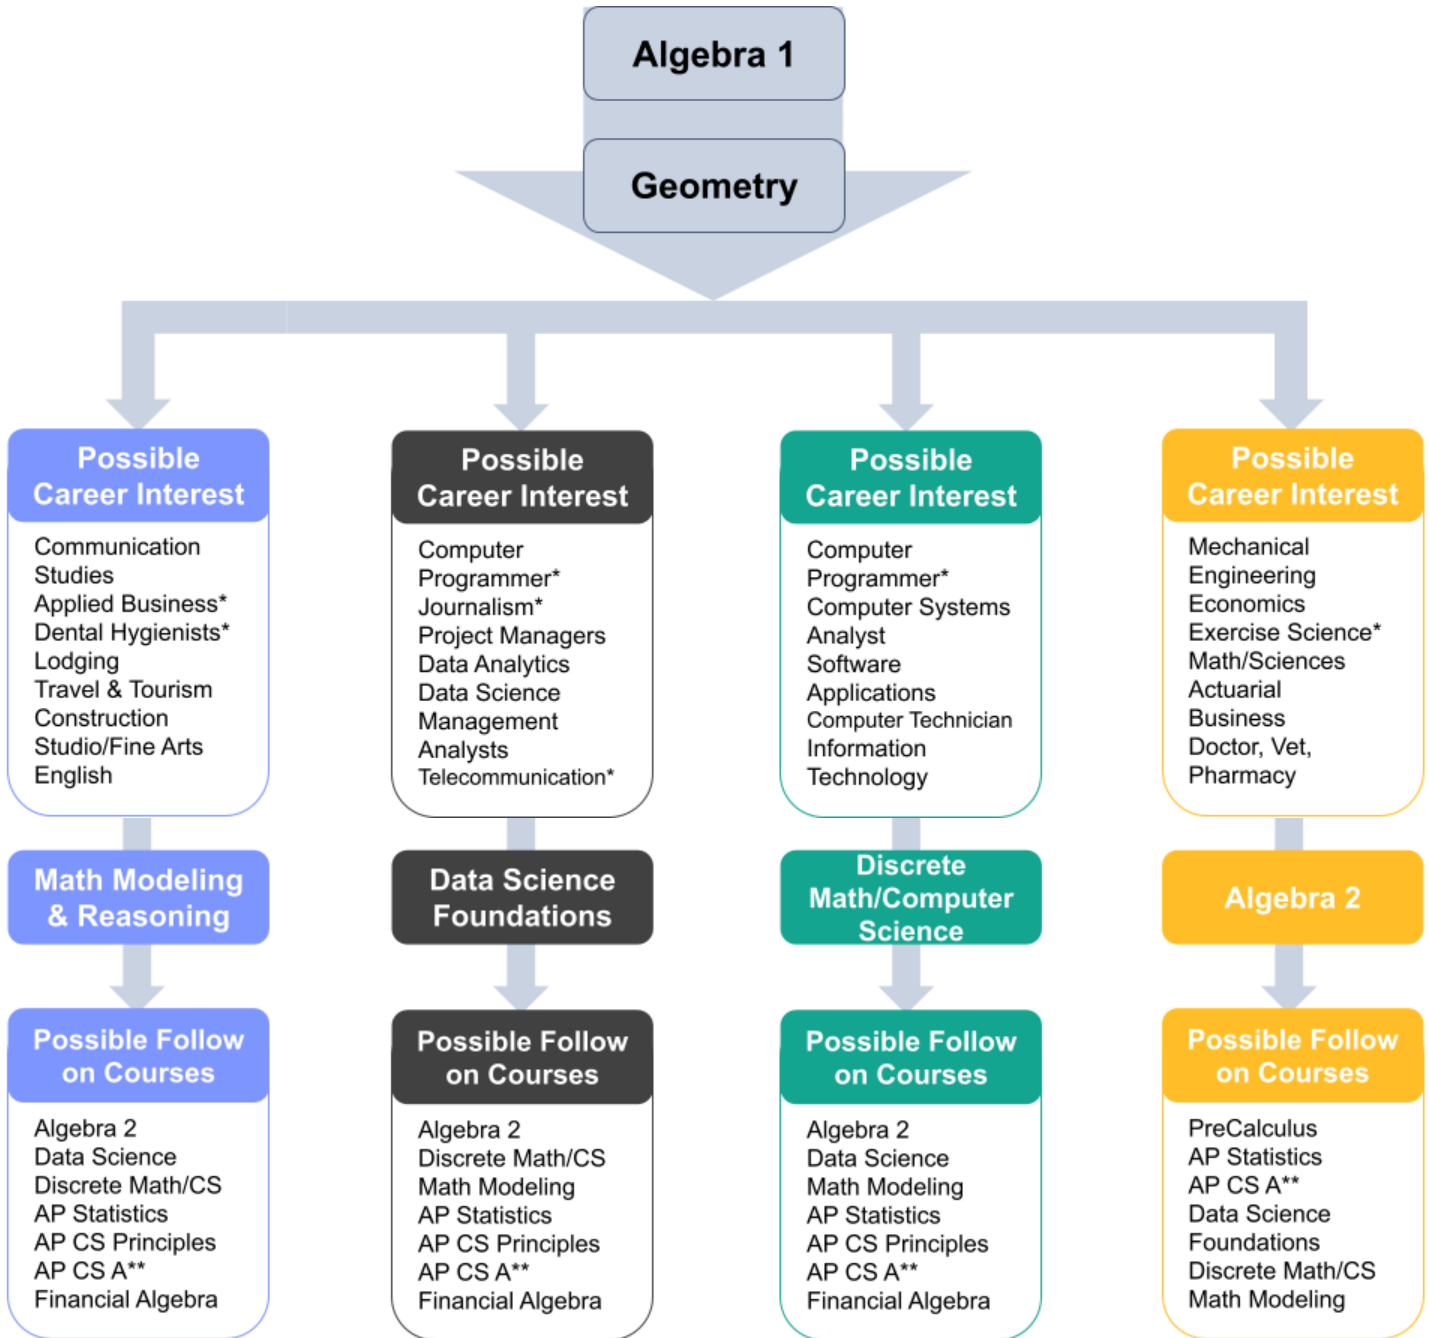 Algebra 1
Geometry
Possible
Career Interest
Communication
Studies
Applied Business*
Dental Hygienists*
Lodging
Travel & Tourism
Construction
Studio/Fine Arts
English
Math Modeling
& Reasoning
Possible Follow
on Courses
Algebra 2
Data Science
Discrete Math/CS
AP Statistics
AP CS Principles
AP CS A**
Financial Algebra
Possible
Career Interest
Computer
Programmer*
Journalism*
Project Managers
Data Analytics
Data Science
Management
Analysts
Telecommunication*
Data Science
Foundations
Possible Follow
on Courses
Algebra 2
Discrete Math/CS
Math Modeling
AP Statistics
AP CS Principles
AP CS A**
Financial Algebra
Possible
Career Interest
Computer
Programmer*
Computer Systems
Analyst
Software
Applications
Computer Technician
Information
Technology
Discrete
Math/Computer
Science
Possible Follow
on Courses
Algebra 2
Data Science
Math Modeling
AP Statistics
AP CS Principles
AP CS A**
Financial Algebra
Possible
Career Interest
Mechanical
Engineering
Economics
Exercise Science*
Math/Sciences
Actuarial
Business
Doctor, Vet,
Pharmacy
Algebra 2
Possible Follow
on Courses
PreCalculus
AP Statistics
AP CS A**
Data Science
Foundations
Discrete Math/CS
Math Modeling